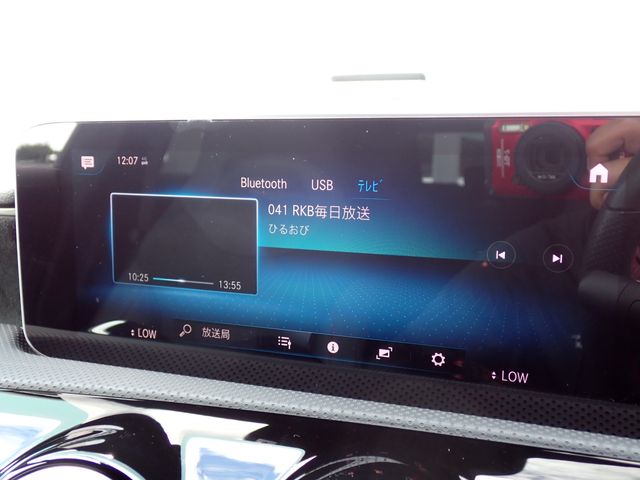 12:07
Bluetooth USB テレビ
041 RKB毎日放送
ひるおび
10:25 13:55
LOW 放送局
LOW